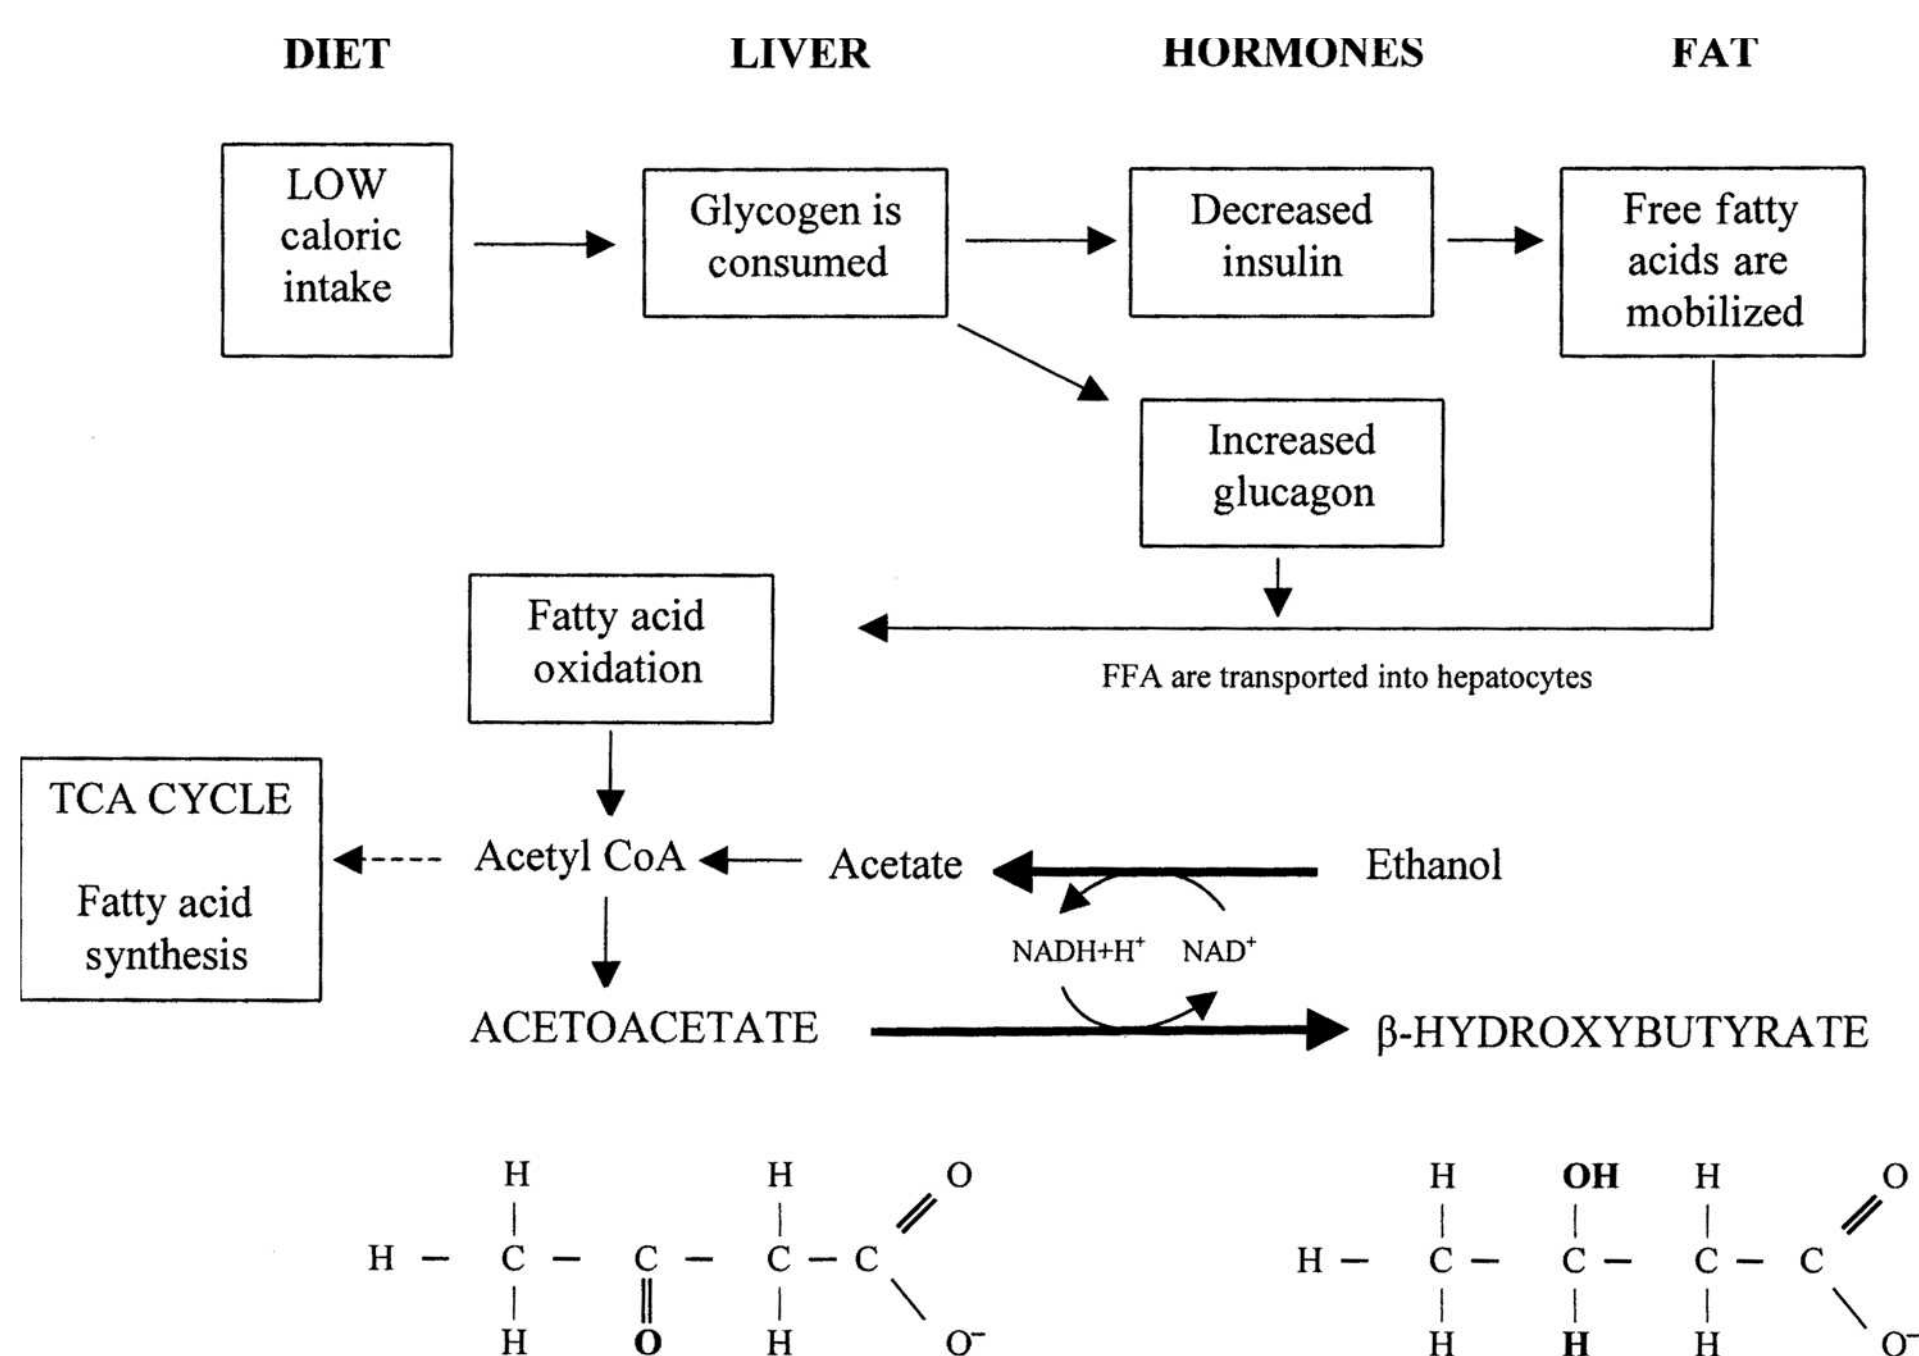 DIET LIVER HORMONES FAT
LOW
caloric
intake
Glycogen is
consumed
Decreased
insulin
Free fatty
acids are
mobilized
Increased
glucagon
Fatty acid
oxidation
FFA are transported into hepatocytes
TCA CYCLE
Fatty acid
synthesis
Acetyl CoA
Acetate
Ethanol
NADH+H⁺ NAD⁺
ACETOACETATE
β-HYDROXYBUTYRATE
H H O
H – C – C – C – C
H O H O⁻
H OH H O
H – C – C – C – C
H H H O⁻